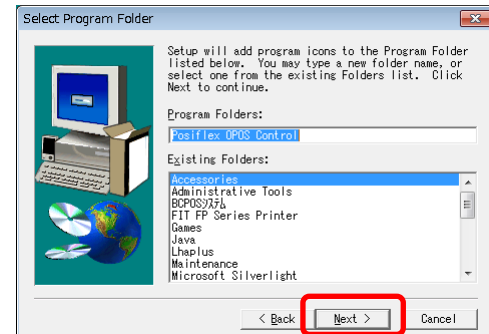 Select Program Folder
Setup will add program icons to the Program Folder
listed below.  You may type a new folder name, or
select one from the existing Folders list.  Click
Next to continue.
Program Folders:
Posiflex OPOS Control
Existing Folders:
Accessories
Administrative Tools
BCPOSシステム
FIT FP Series Printer
Games
Java
Lhaplus
Maintenance
Microsoft Silverlight
< Back
Next >
Cancel